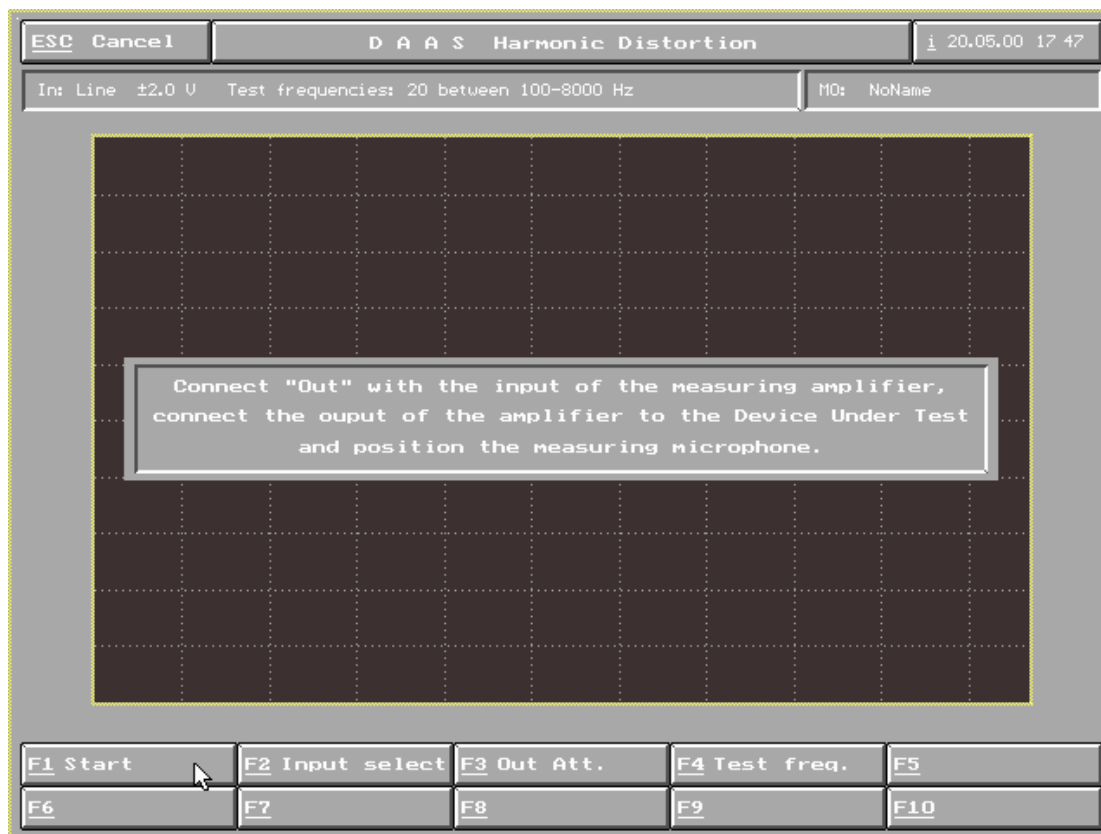 ESC Cancel
D A A S Harmonic Distortion
i 20.05.00 17 47
In: Line ±2.0 V Test frequencies: 20 between 100-8000 Hz
M0: NoName
Connect "Out" with the input of the measuring amplifier,
connect the ouput of the amplifier to the Device Under Test
and position the measuring microphone.
F1 Start
F2 Input select
F3 Out Att.
F4 Test freq.
F5
F6
F7
F8
F9
F10